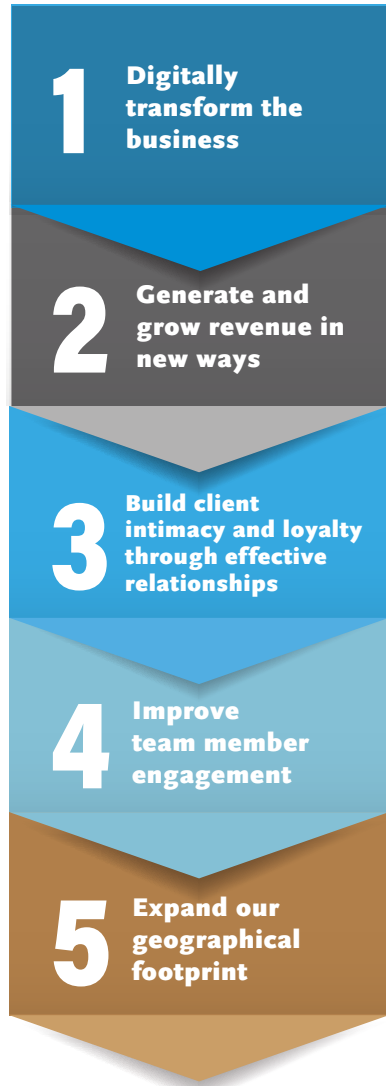 1
Digitally
transform the
business
2
Generate and
grow revenue in
new ways
3
Build client
intimacy and loyalty
through effective
relationships
4
Improve
team member
engagement
5
Expand our
geographical
footprint